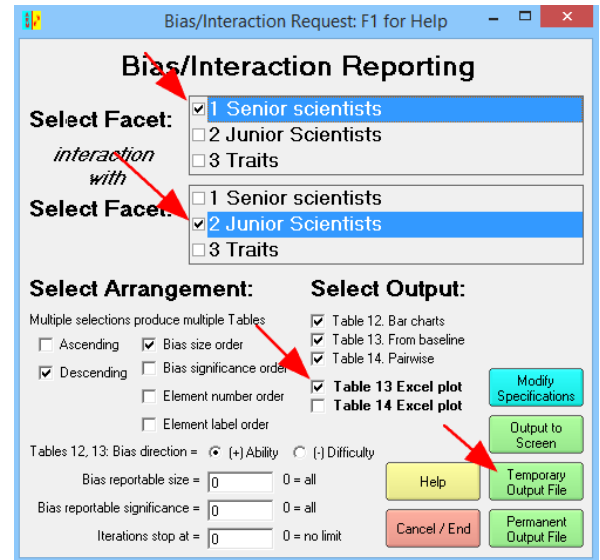 Bias/Interaction Request: F1 for Help
Bias/Interaction Reporting
Select Facet:
1 Senior scientists
2 Junior Scientists
3 Traits
interaction
with
Select Facet:
1 Senior scientists
2 Junior Scientists
3 Traits
Select Arrangement:
Multiple selections produce multiple Tables
Ascending
Bias size order
Descending
Bias significance order
Element number order
Element label order
Select Output:
Table 12. Bar charts
Table 13. From baseline
Table 14. Pairwise
Table 13 Excel plot
Table 14 Excel plot
Modify
Specifications
Output to
Screen
Tables 12, 13: Bias direction = (+) Ability (-) Difficulty
Bias reportable size = 0 0 = all
Bias reportable significance = 0 0 = all
Iterations stop at = 0 0 = no limit
Help
Temporary
Output File
Cancel / End
Permanent
Output File